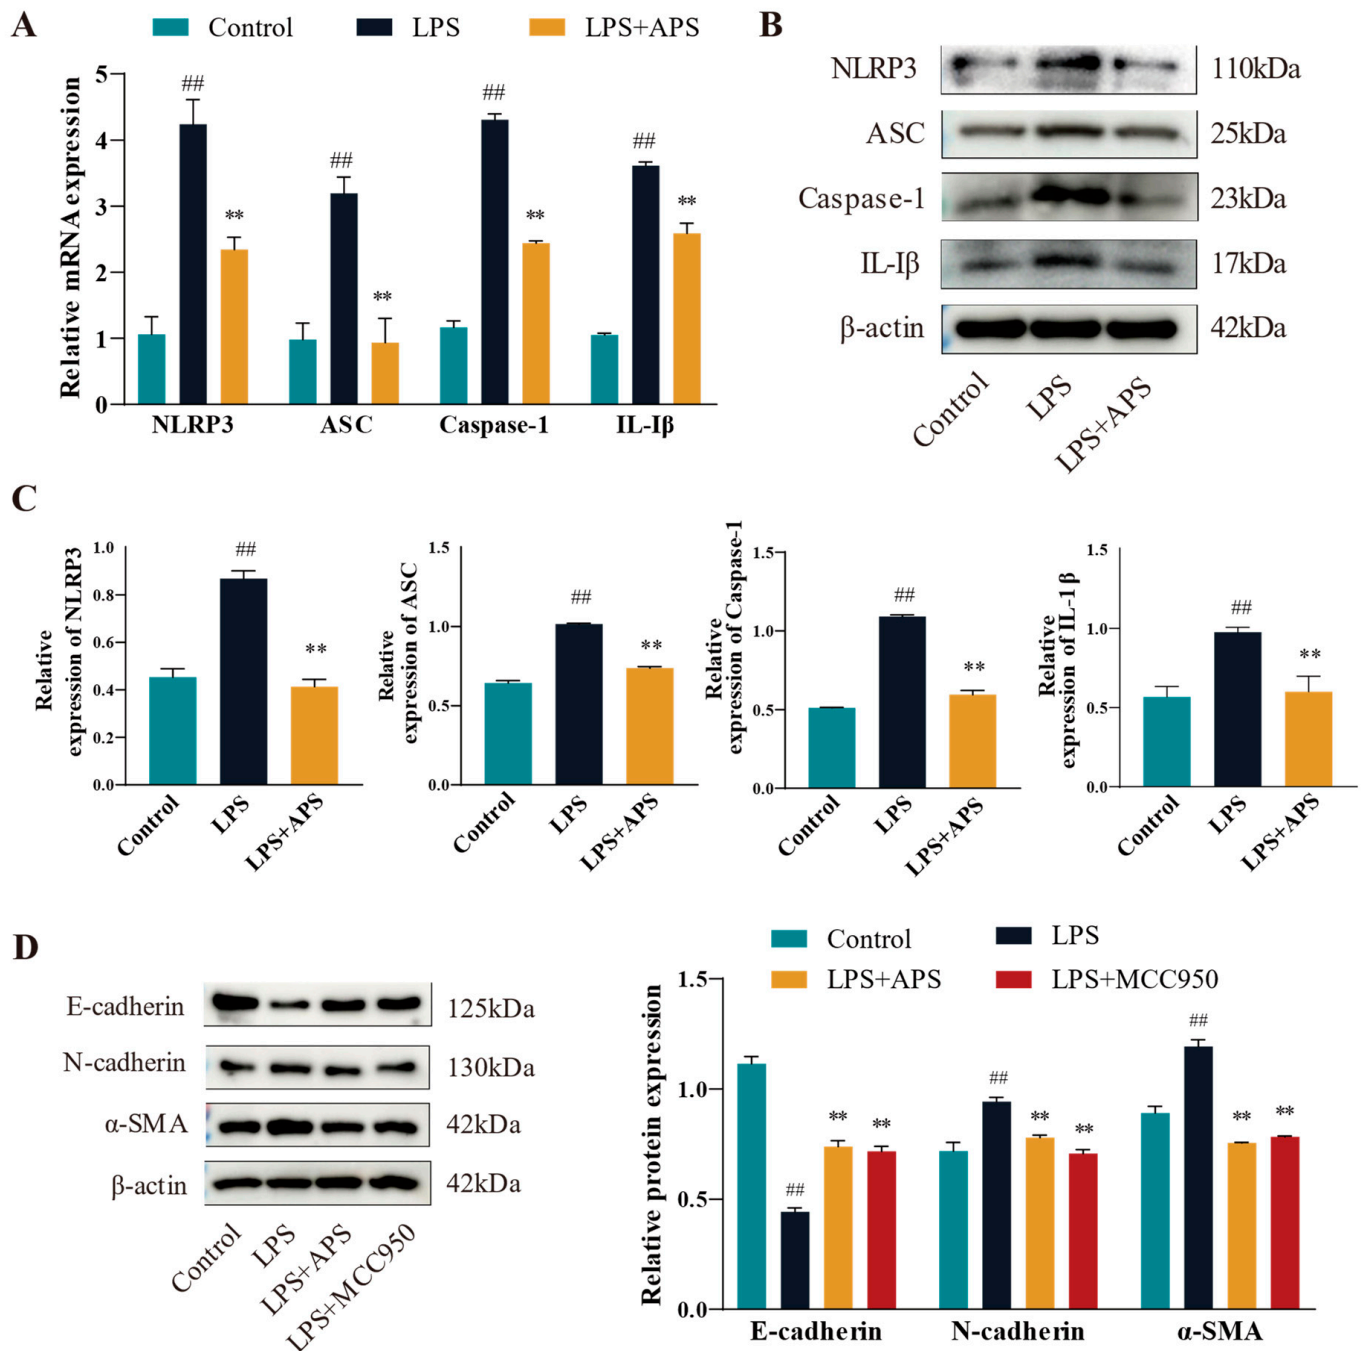 A
Control LPS LPS+APS
Relative mRNA expression
5
4
3
2
1
0
## ** ## ** ## ** ## **
NLRP3 ASC Caspase-1 IL-Iβ
B
NLRP3 110kDa
ASC 25kDa
Caspase-1 23kDa
IL-Iβ 17kDa
β-actin 42kDa
Control LPS LPS+APS
C
Relative
expression of NLRP3
1.0
0.8
0.6
0.4
0.2
0.0
## **
Control LPS LPS+APS
Relative
expression of ASC
1.5
1.0
0.5
0.0
## **
Control LPS LPS+APS
Relative
expression of Caspase-1
1.5
1.0
0.5
0.0
## **
Control LPS LPS+APS
Relative
expression of IL-1β
1.5
1.0
0.5
0.0
## **
Control LPS LPS+APS
D
E-cadherin 125kDa
N-cadherin 130kDa
α-SMA 42kDa
β-actin 42kDa
Control LPS LPS+APS LPS+MCC950
Control LPS
LPS+APS LPS+MCC950
Relative protein expression
1.5
1.0
0.5
0.0
## ** ** ## ** ** ## ** **
E-cadherin N-cadherin α-SMA